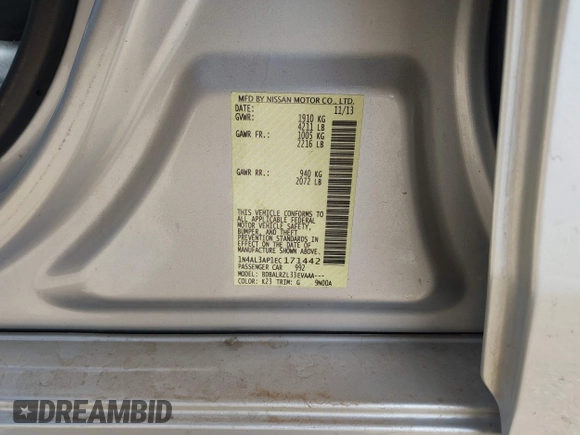 MFD BY NISSAN MOTOR CO., LTD.
DATE: 11/13
GVWR: 1910 KG
4211 LB
GAWR FR.: 1005 KG
2216 LB
GAWR RR.: 940 KG
2072 LB
THIS VEHICLE CONFORMS TO
ALL APPLICABLE FEDERAL
MOTOR VEHICLE SAFETY,
BUMPER, AND THEFT
PREVENTION STANDARDS IN
EFFECT ON THE DATE OF
MANUFACTURE SHOWN ABOVE.
1N4AL3AP1EC171442
PASSENGER CAR 992
MODEL: BDBALRZL33EVAAA---
COLOR: K23 TRIM: G 9N00A
DREAMBID